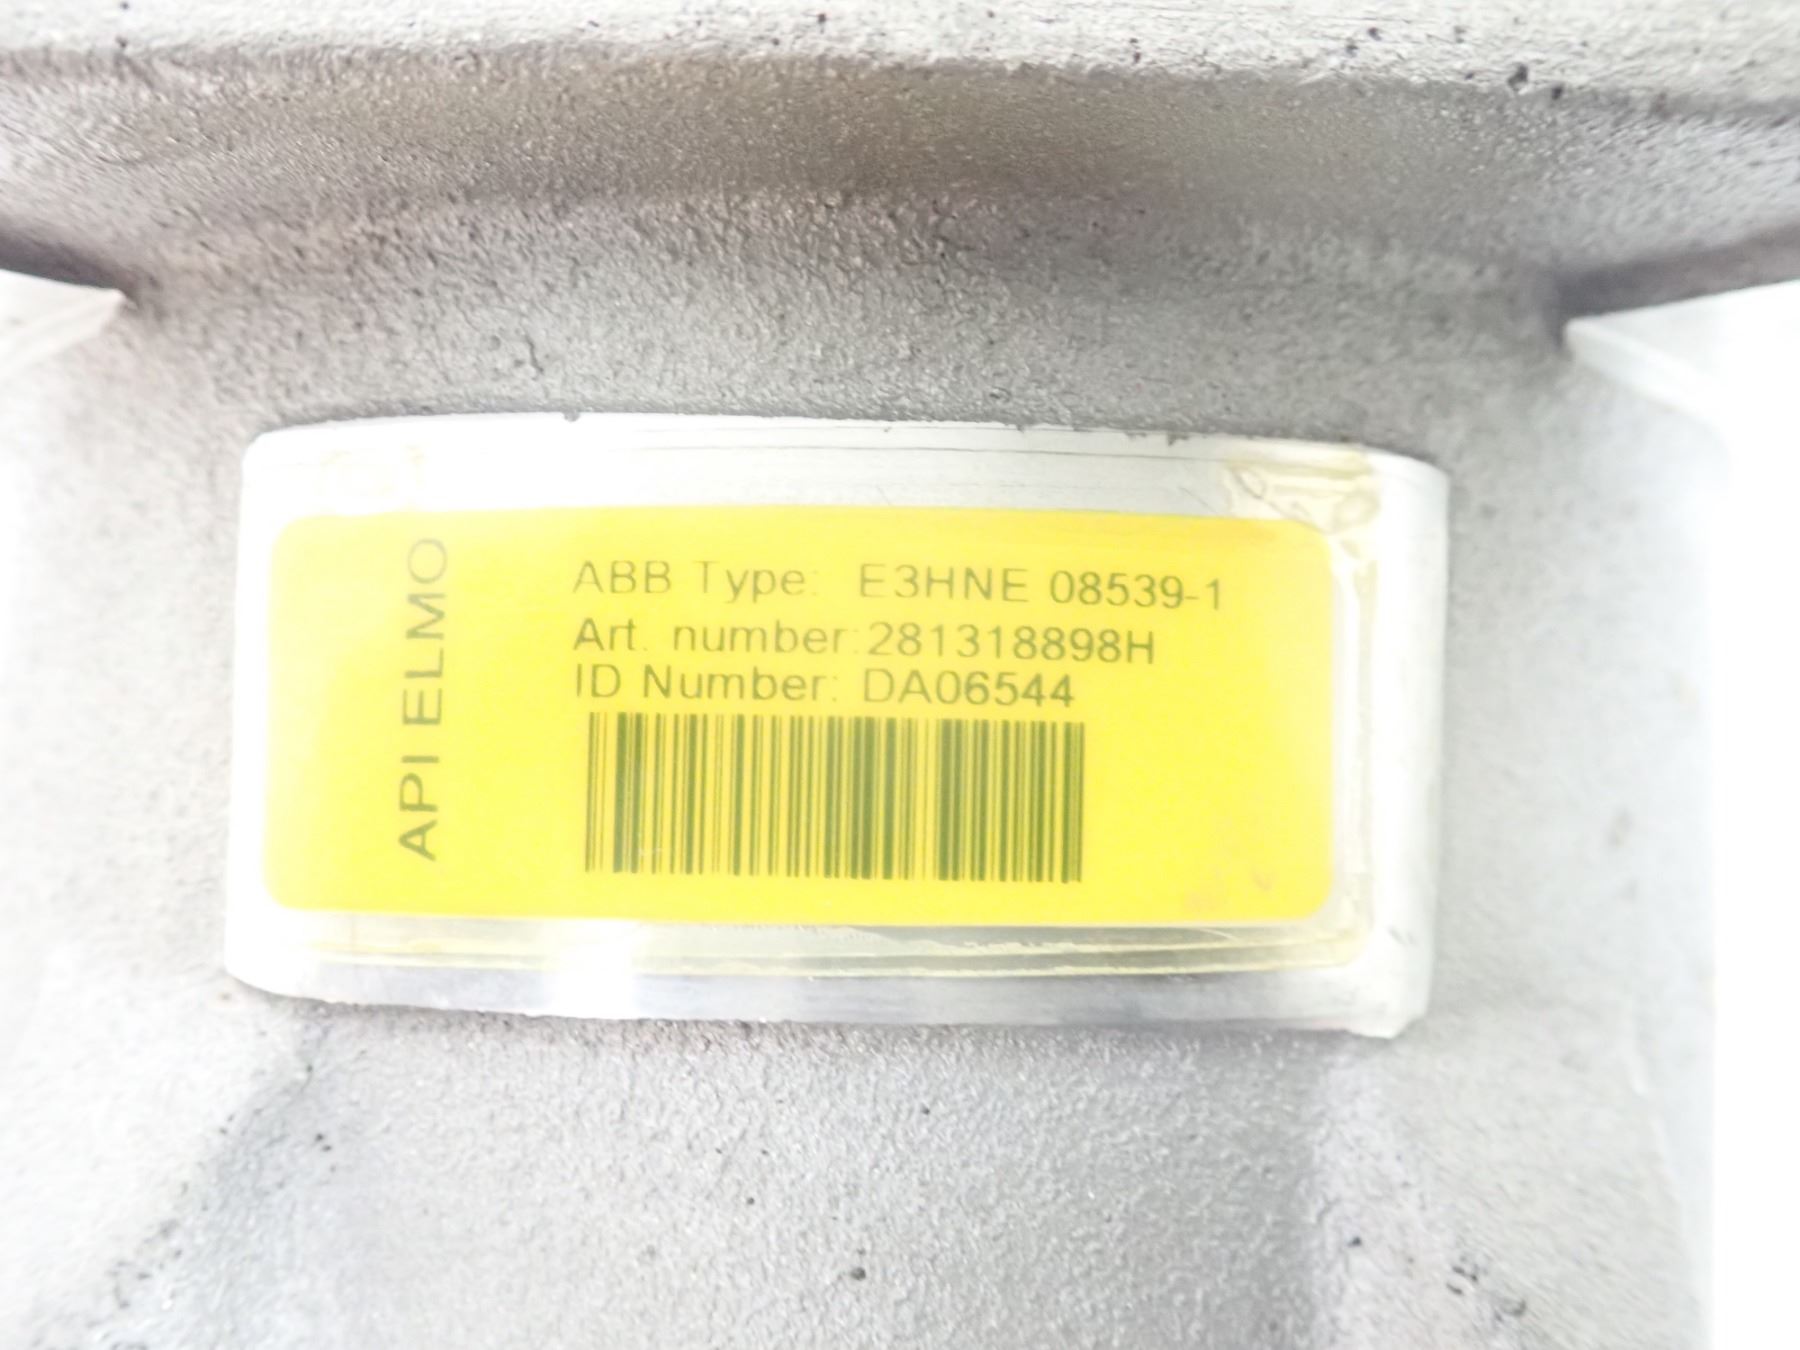 API ELMO
ABB Type: E3HNE 08539-1
Art. number:281318898H
ID Number: DA06544